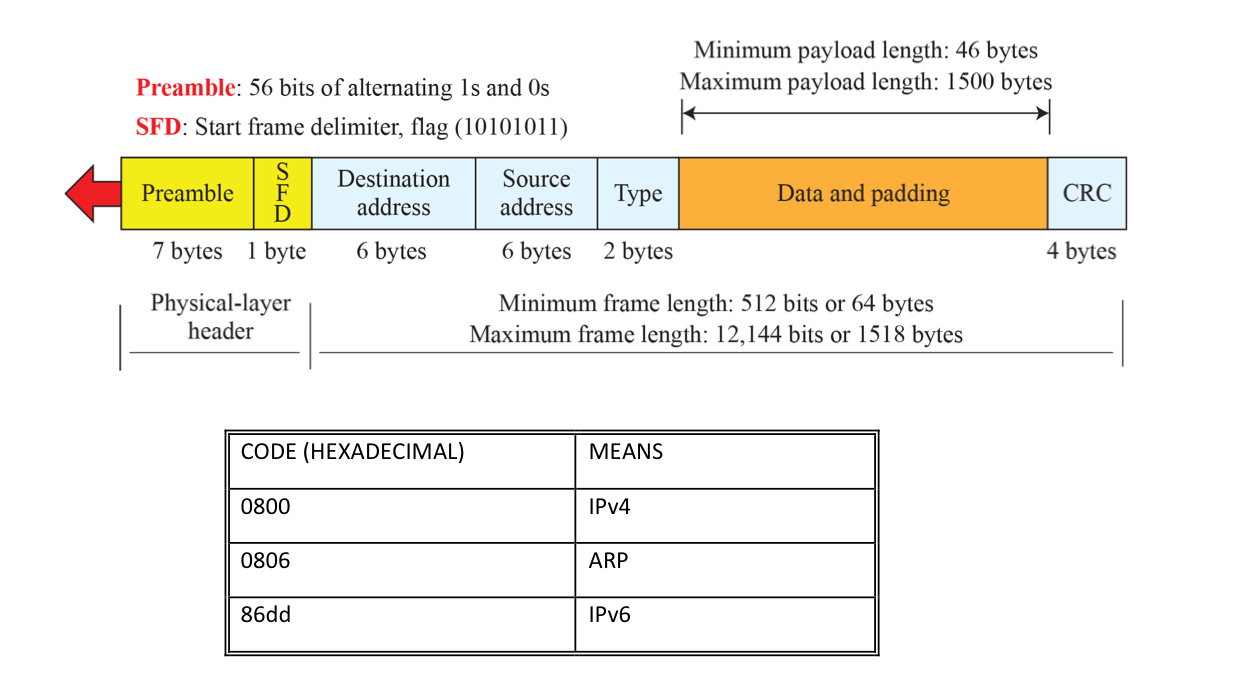 Minimum payload length: 46 bytes
Maximum payload length: 1500 bytes
Preamble: 56 bits of alternating 1s and 0s
SFD: Start frame delimiter, flag (10101011)
Preamble
S
F
D
Destination
address
Source
address
Type
Data and padding
CRC
7 bytes
1 byte
6 bytes
6 bytes
2 bytes
4 bytes
Physical-layer
header
Minimum frame length: 512 bits or 64 bytes
Maximum frame length: 12,144 bits or 1518 bytes
CODE (HEXADECIMAL)
MEANS
0800
IPv4
0806
ARP
86dd
IPv6